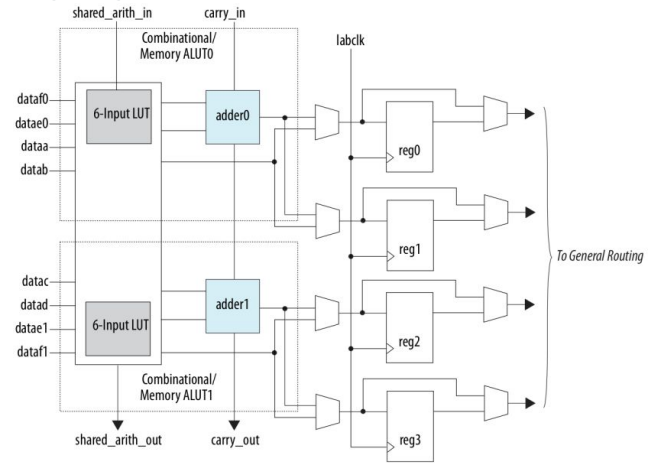 shared_arith_in
carry_in
Combinational/
Memory ALUT0
labclk
dataf0
datae0
dataa
datab
6-Input LUT
adder0
reg0
reg1
To General Routing
datac
datad
datae1
dataf1
6-Input LUT
adder1
reg2
Combinational/
Memory ALUT1
reg3
shared_arith_out
carry_out